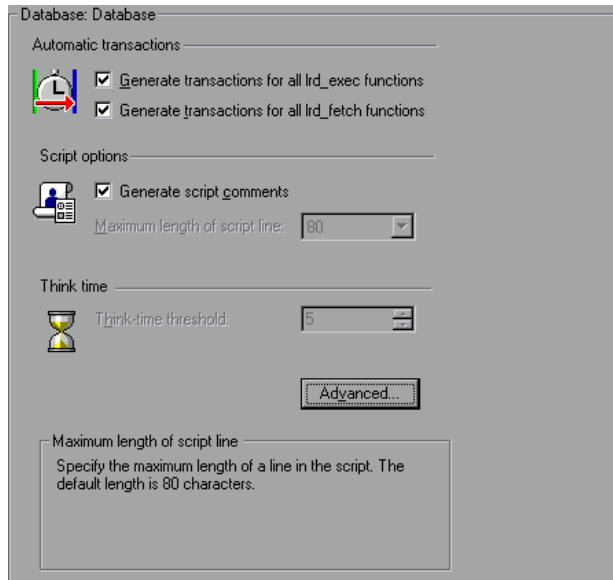 Database: Database
Automatic transactions
Generate transactions for all lrd_exec functions
Generate transactions for all lrd_fetch functions
Script options
Generate script comments
Maximum length of script line: 80
Think time
Think-time threshold: 5
Advanced...
Maximum length of script line
Specify the maximum length of a line in the script. The
default length is 80 characters.